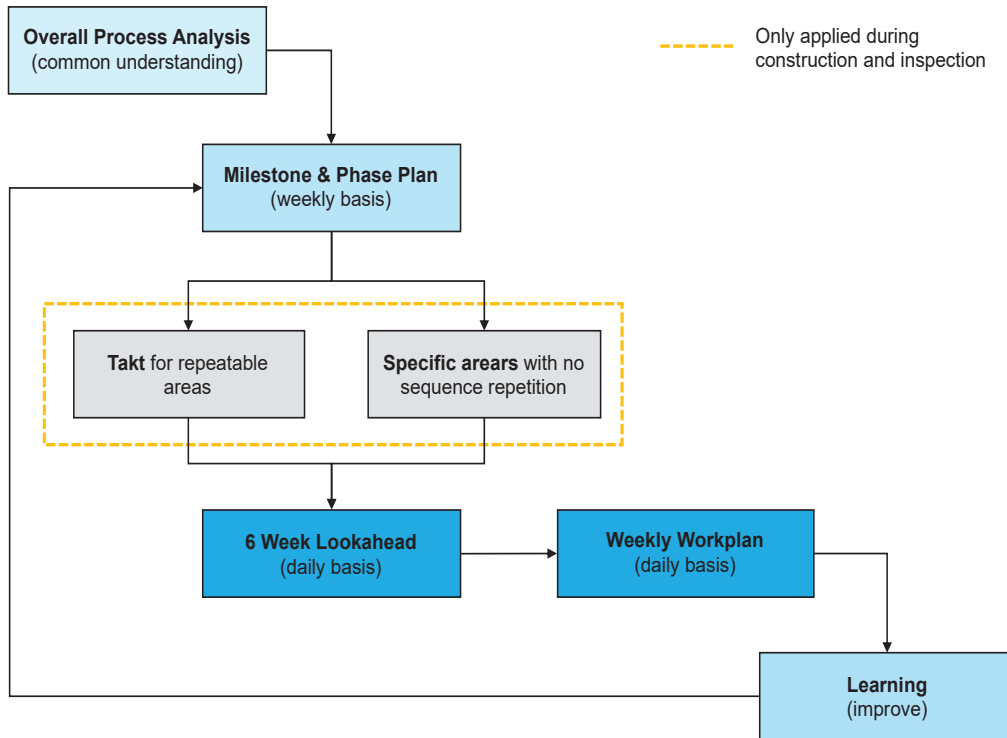 Overall Process Analysis
(common understanding)
Only applied during
construction and inspection
Milestone & Phase Plan
(weekly basis)
Takt for repeatable
areas
Specific arears with no
sequence repetition
6 Week Lookahead
(daily basis)
Weekly Workplan
(daily basis)
Learning
(improve)